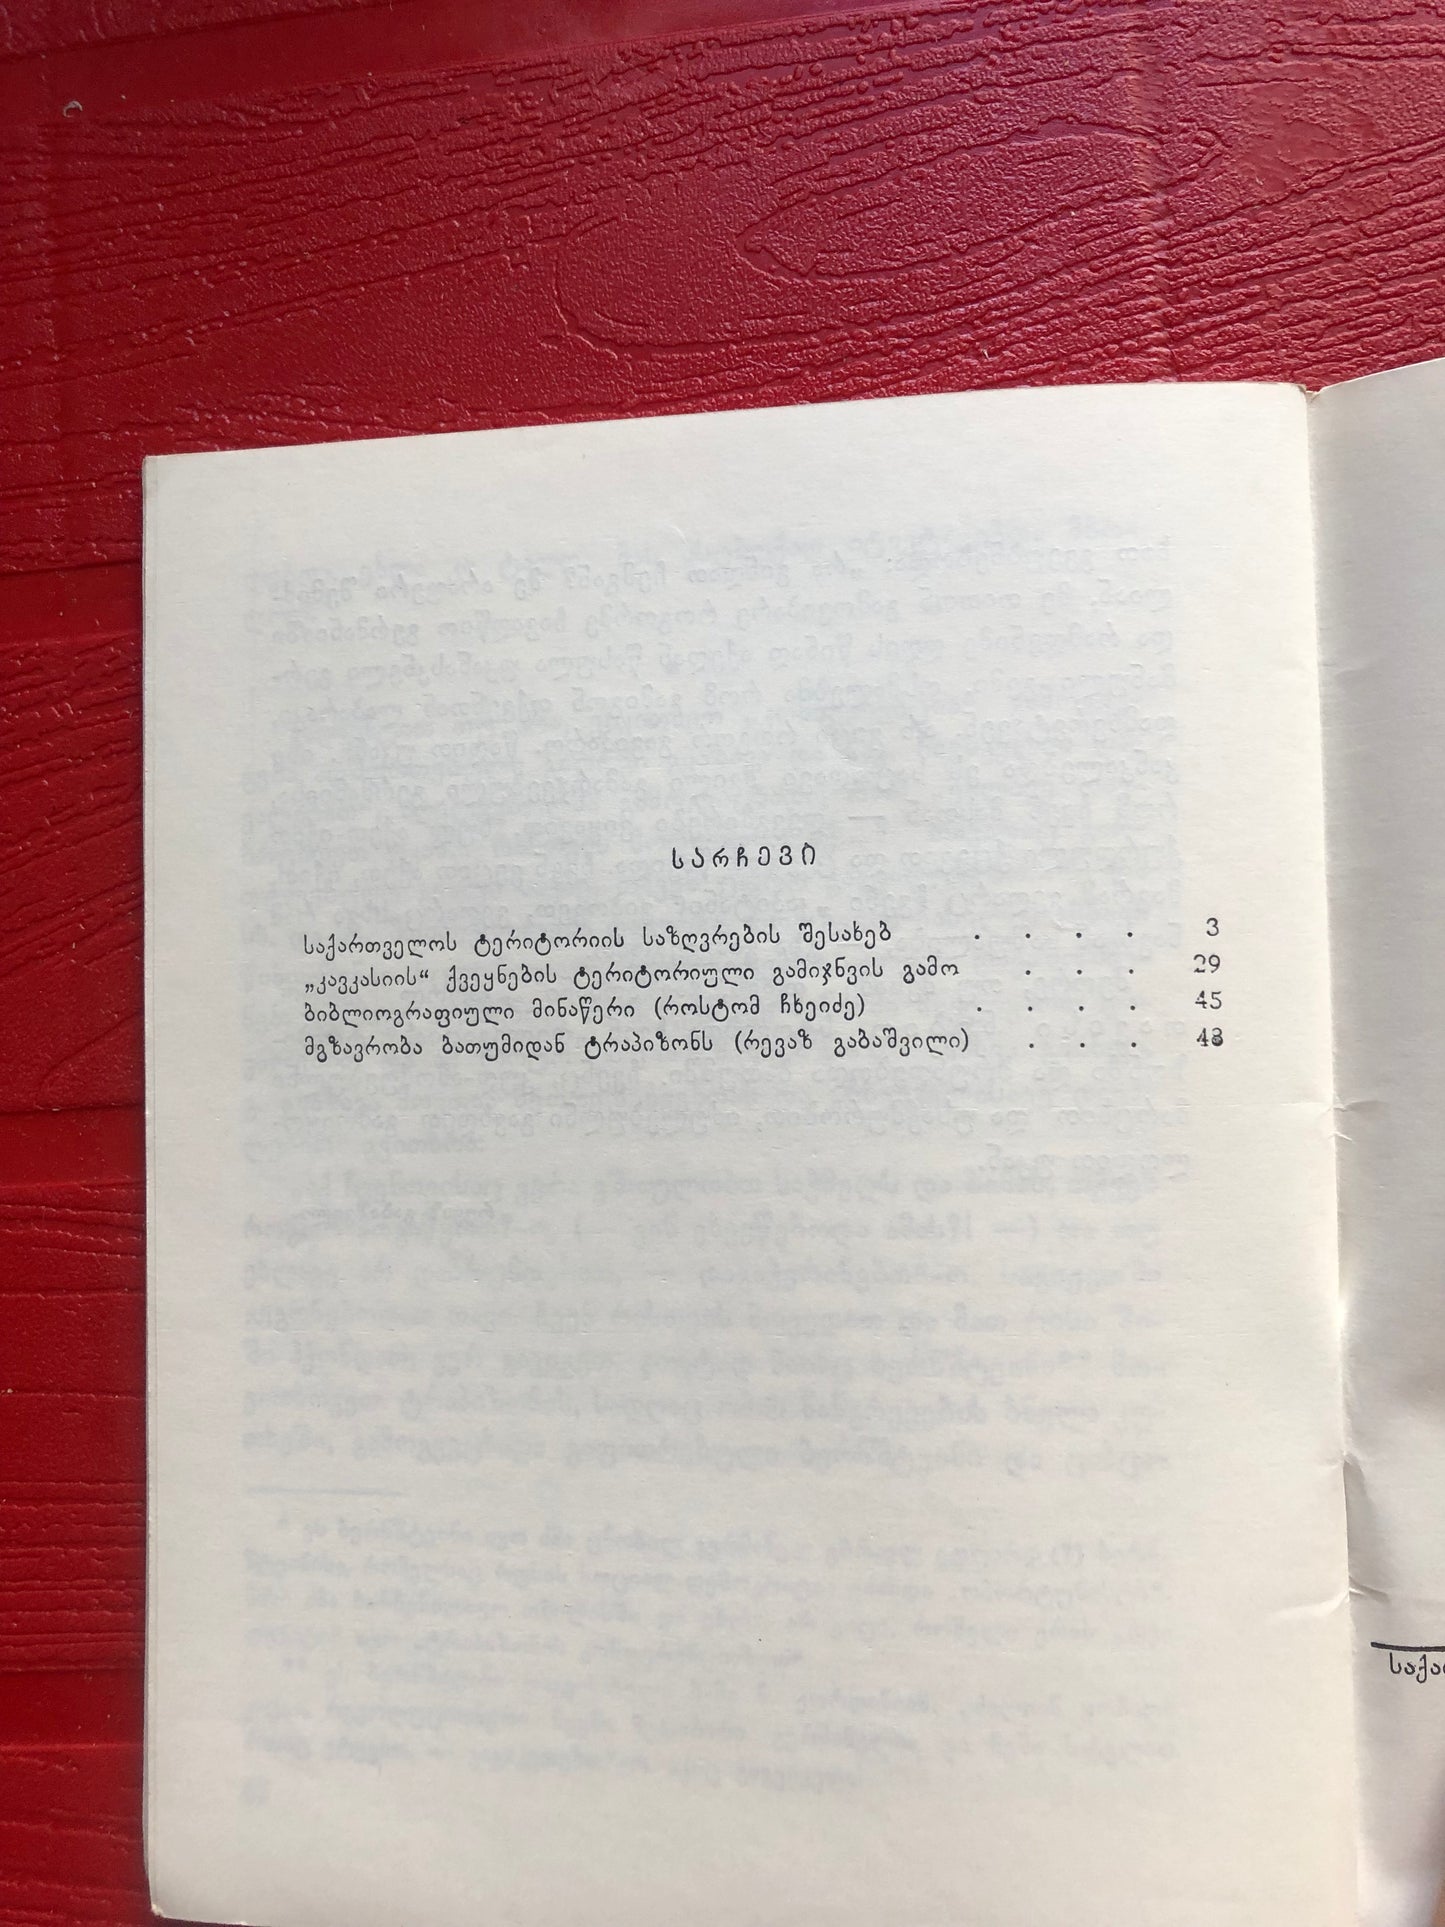 სარჩევი
საქართველოს ტერიტორიის საზღვრების შესახებ . . . . 3
„კავკასიის“ ქვეყნების ტერიტორიული გამიჯნვის გამო . . . 29
ბიბლიოგრაფიული მინაწერი (როსტომ ჩხეიძე) . . . . 45
მგზავრობა ბათუმიდან ტრაპიზონს (რევაზ გაბაშვილი) . . . 48